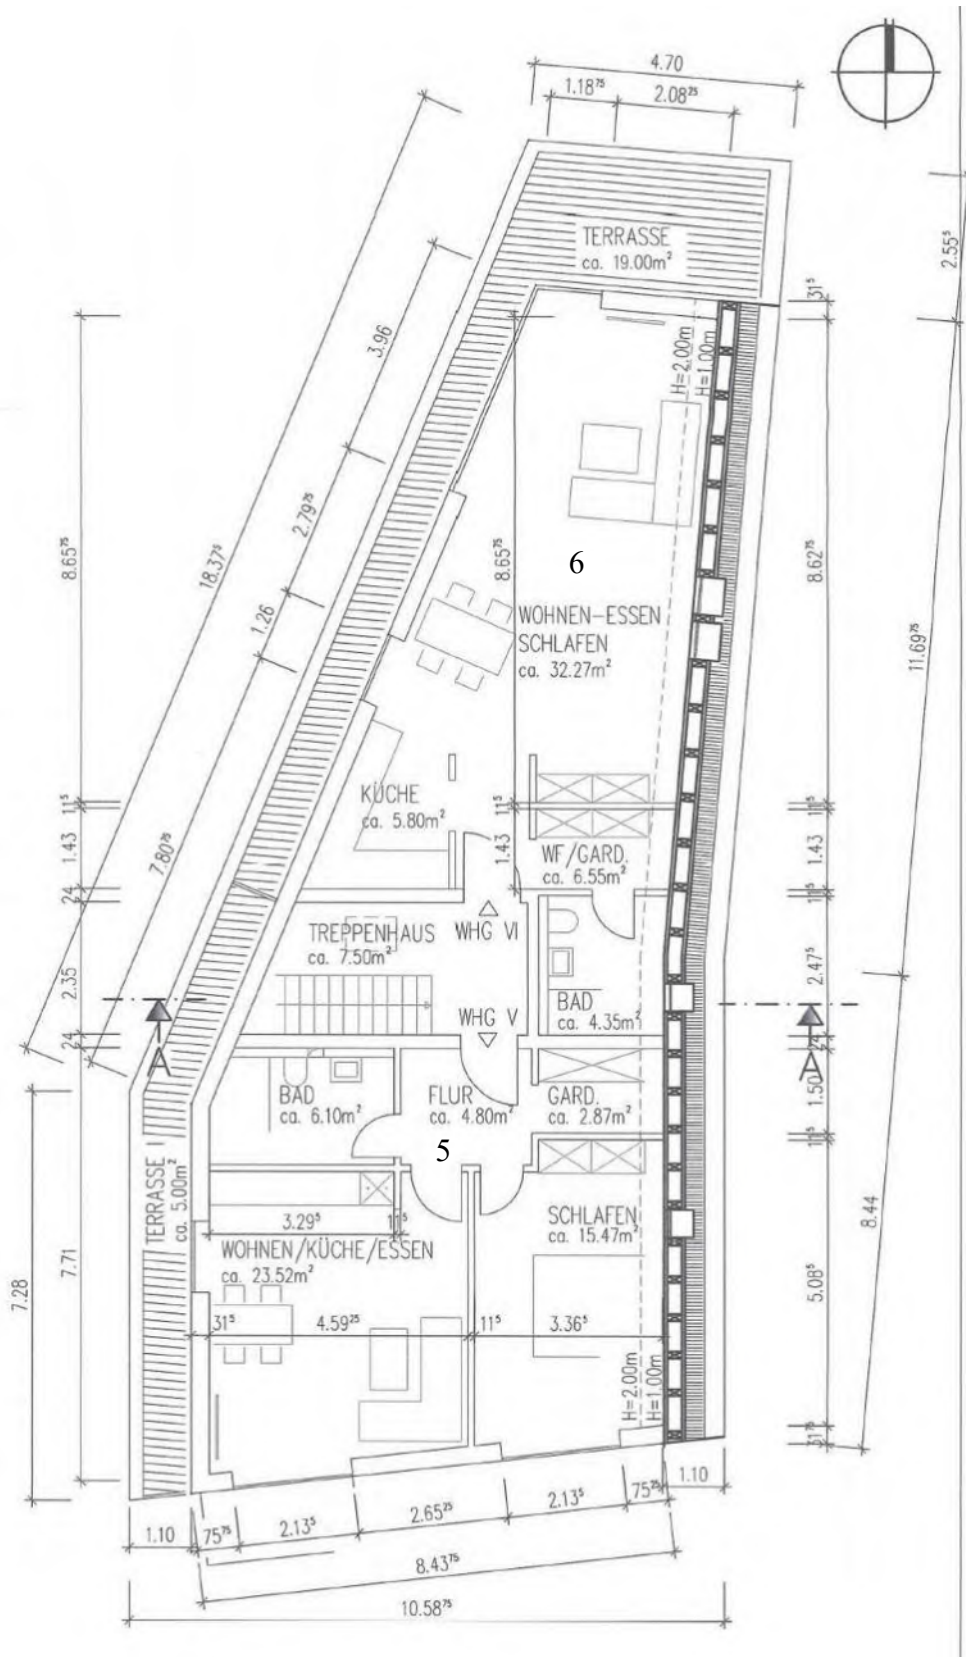 4.70
1.18⁷⁵
2.08²⁵
TERRASSE
ca. 19.00m²
2.55⁵
31⁵
3.96
H=2.00m
H=1.00m
8.65⁷⁵
18.37⁵
2.79⁷⁵
8.65⁷⁵
6
8.62⁷⁵
1.26
WOHNEN-ESSEN
SCHLAFEN
ca. 32.27m²
11.69⁷⁵
KÜCHE
ca. 5.80m²
11⁵
11⁵
11⁵
1.43
7.80⁷⁵
1.43
WF/GARD.
ca. 6.55m²
1.43
24
11⁵
TREPPENHAUS
ca. 7.50m²
WHG VI
2.35
2.47⁵
BAD
ca. 4.35m²
WHG V
24
24
A
A
BAD
ca. 6.10m²
FLUR
ca. 4.80m²
GARD.
ca. 2.87m²
1.50
5
11⁵
TERRASSE
ca. 5.00m²
3.29⁵
11⁵
SCHLAFEN
ca. 15.47m²
8.44
WOHNEN/KÜCHE/ESSEN
ca. 23.52m²
7.28
7.71
5.08⁵
31⁵
4.59²⁵
11⁵
3.36⁵
H=2.00m
H=1.00m
31⁷⁵
1.10
75⁷⁵
2.13⁵
2.65²⁵
2.13⁵
75²⁵
1.10
8.43⁷⁵
10.58⁷⁵